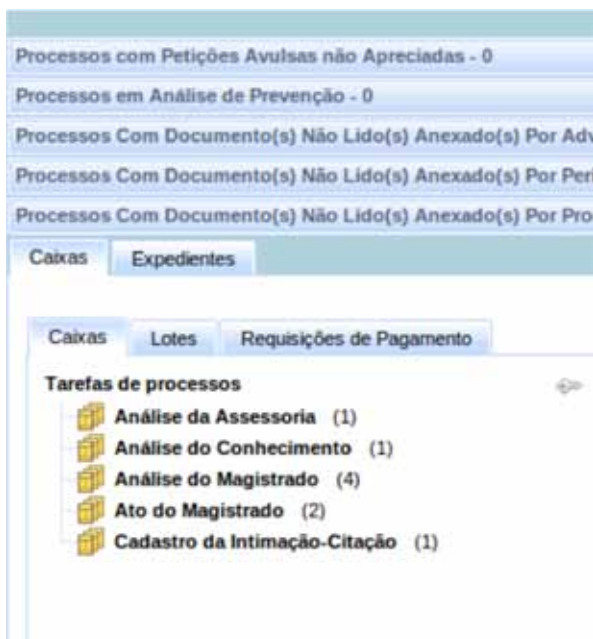 Processos com Petições Avulsas não Apreciadas - 0
Processos em Análise de Prevenção - 0
Processos Com Documento(s) Não Lido(s) Anexado(s) Por Adv
Processos Com Documento(s) Não Lido(s) Anexado(s) Por Per
Processos Com Documento(s) Não Lido(s) Anexado(s) Por Pro
Caixas Expedientes
Caixas Lotes Requisições de Pagamento
Tarefas de processos
Análise da Assessoria (1)
Análise do Conhecimento (1)
Análise do Magistrado (4)
Ato do Magistrado (2)
Cadastro da Intimação-Citação (1)